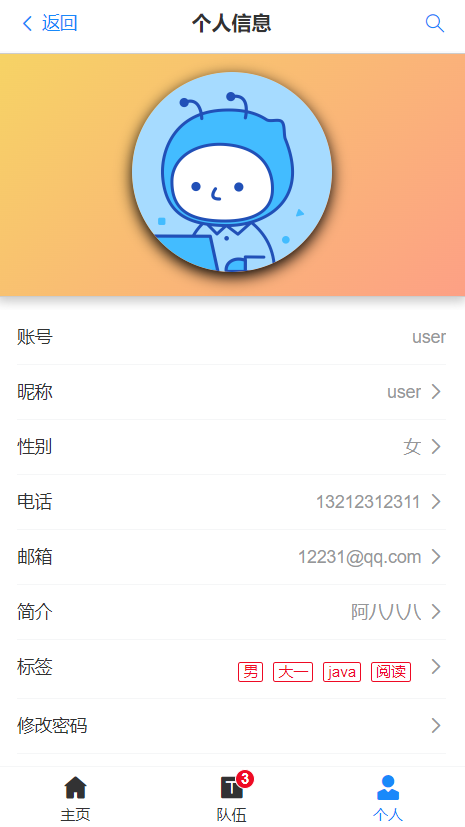 返回 个人信息
账号 user
昵称 user
性别 女
电话 13212312311
邮箱 12231@qq.com
简介 阿八八八
标签 男 大一 java 阅读
修改密码
T 3
主页 队伍 个人